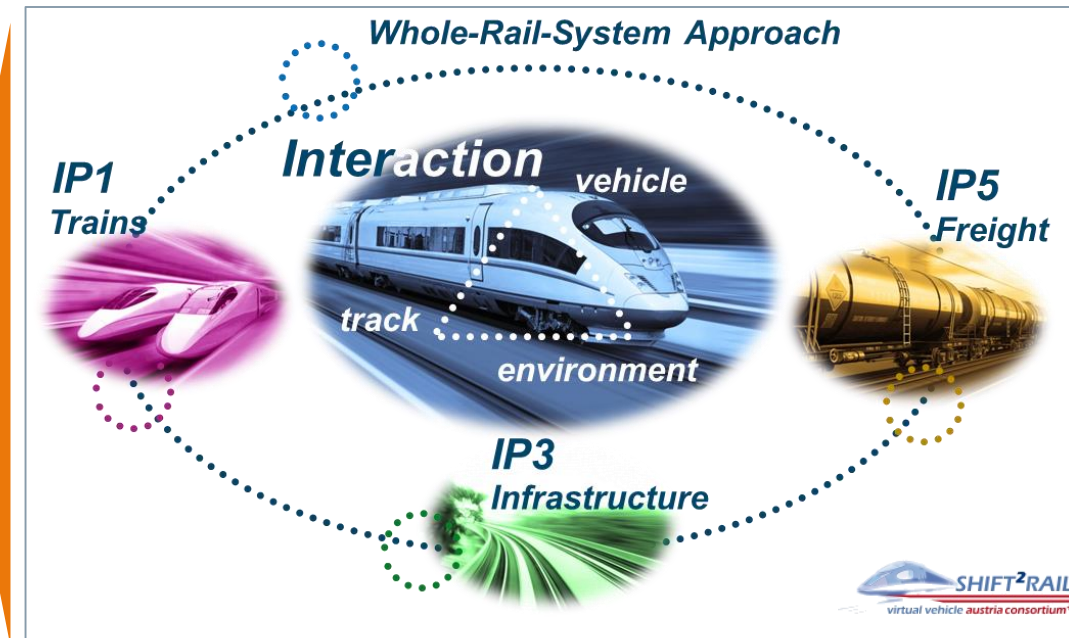 Whole-Rail-System Approach
Interaction
vehicle
IP1
Trains
IP5
Freight
track
environment
IP3
Infrastructure
SHIFT²RAIL
virtual vehicle austria consortium+